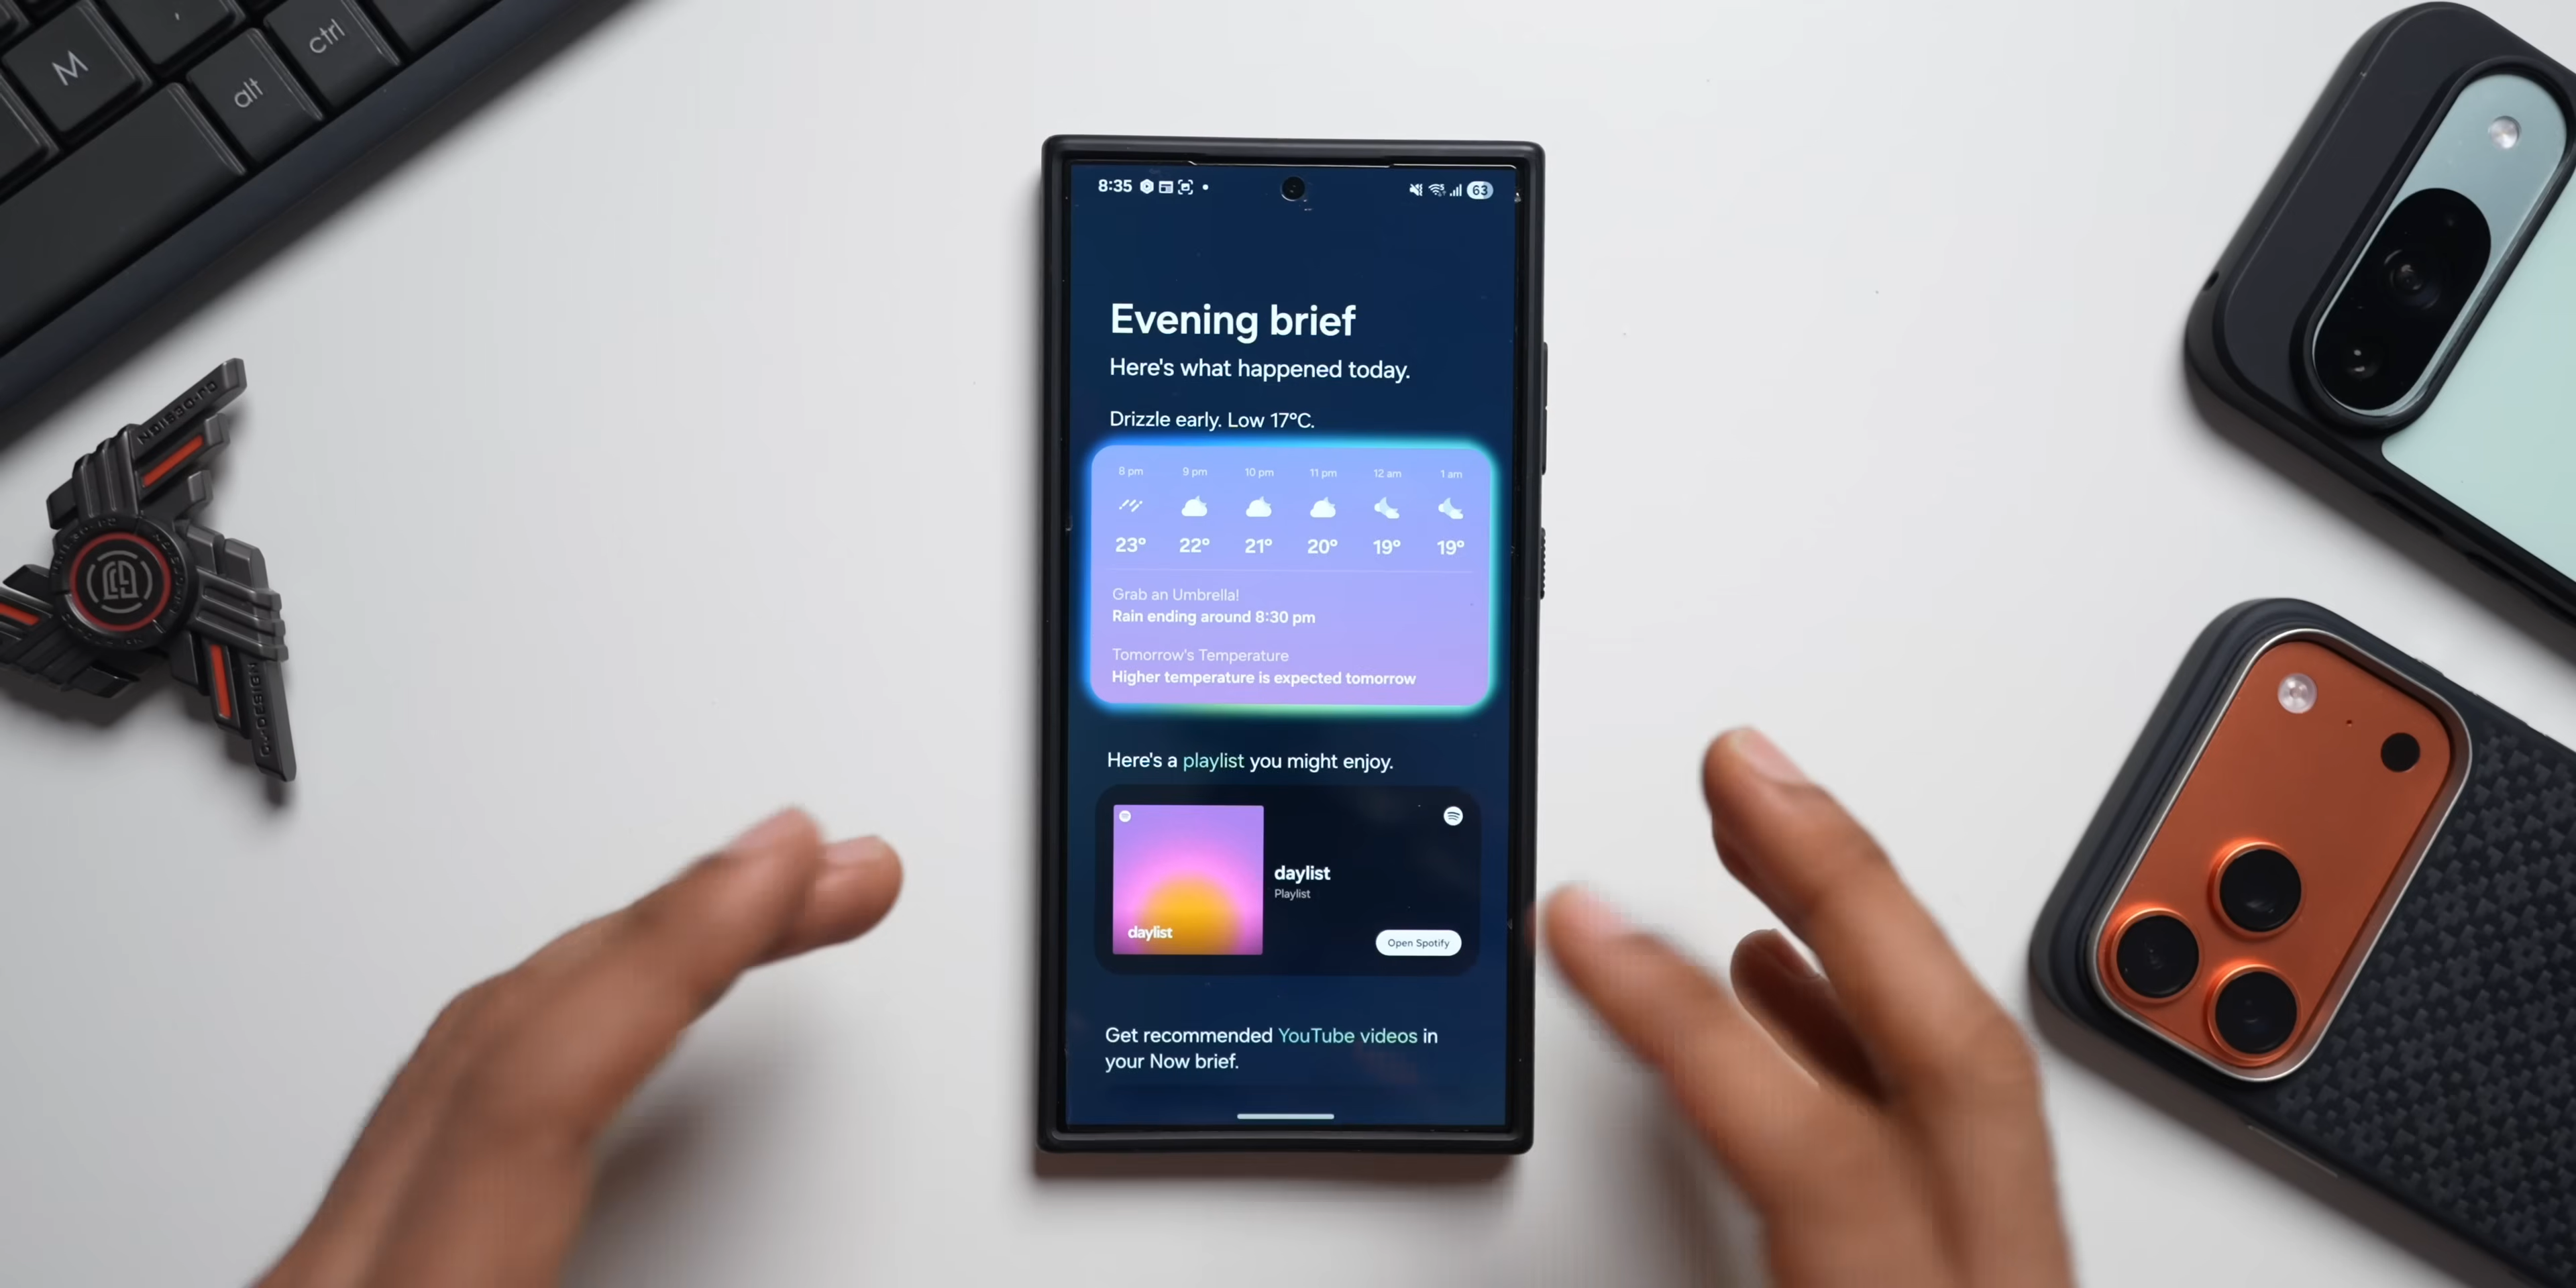 M
alt
ctrl
8:35
63
Evening brief
Here's what happened today.
Drizzle early. Low 17°C.
8 pm 9 pm 10 pm 11 pm 12 am 1 am
23° 22° 21° 20° 19° 19°
Grab an Umbrella!
Rain ending around 8:30 pm
Tomorrow's Temperature
Higher temperature is expected tomorrow
Here's a playlist you might enjoy.
daylist
Playlist
daylist
Open Spotify
Get recommended YouTube videos in
your Now brief.